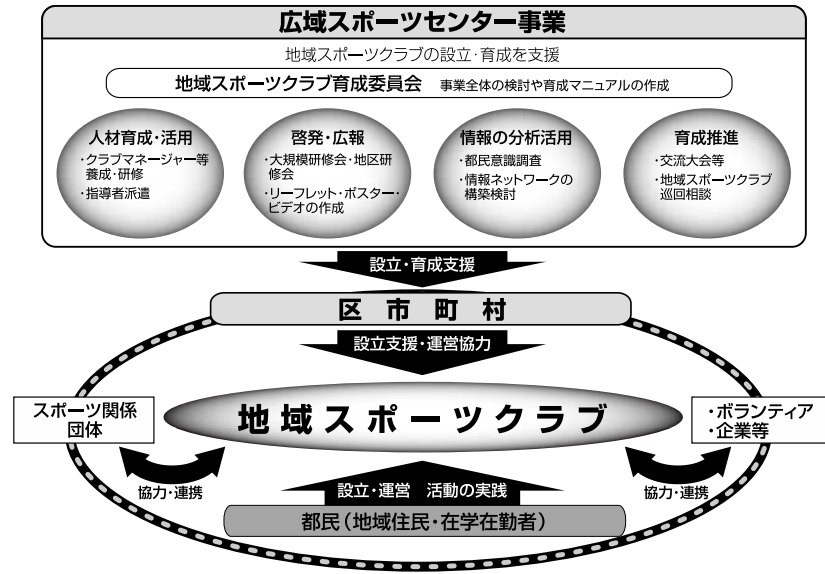 広域スポーツセンター事業
地域スポーツクラブの設立・育成を支援
地域スポーツクラブ育成委員会 事業全体の検討や育成マニュアルの作成
人材育成・活用
・クラブマネージャー等
養成・研修
・指導者派遣
啓発・広報
・大規模研修会・地区研
修会
・リーフレット・ポスター・
ビデオの作成
情報の分析活用
・都民意識調査
・情報ネットワークの
構築検討
育成推進
・交流大会等
・地域スポーツクラブ
巡回相談
設立・育成支援
区市町村
設立支援・運営協力
スポーツ関係
団体
地域スポーツクラブ
・ボランティア
・企業等
協力・連携
設立・運営 活動の実践
協力・連携
都民（地域住民・在学在勤者）